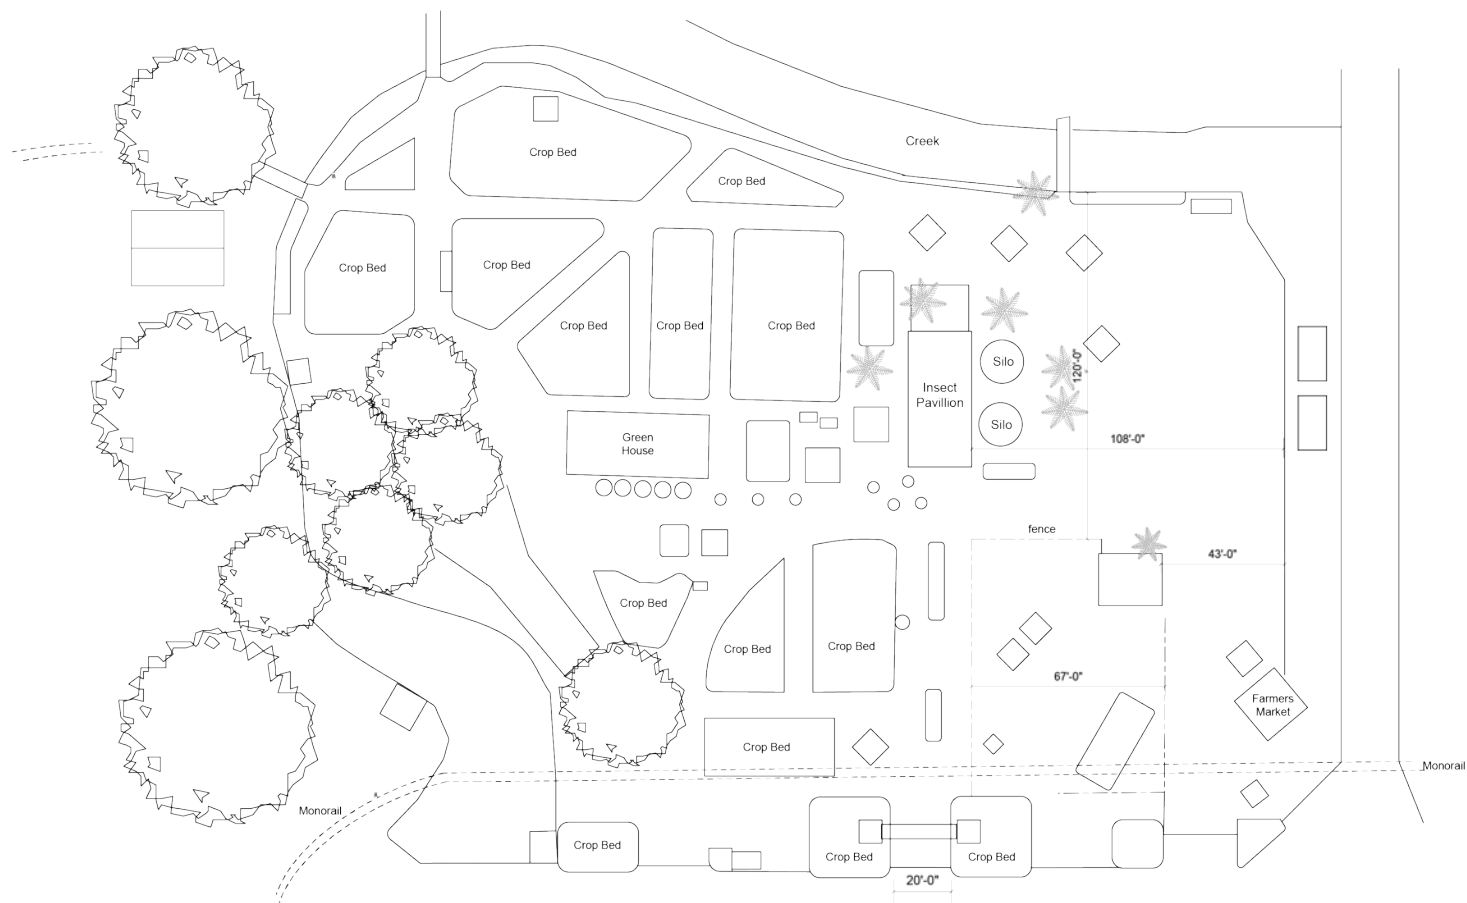 Creek
Crop Bed
Crop Bed
Crop Bed
Crop Bed
Crop Bed
Crop Bed
Crop Bed
Silo
120'-0"
Insect
Pavillion
Silo
Green
House
108'-0"
fence
43'-0"
Crop Bed
Crop Bed
Crop Bed
67'-0"
Farmers
Market
Crop Bed
Monorail
Monorail
Crop Bed
Crop Bed
Crop Bed
20'-0"